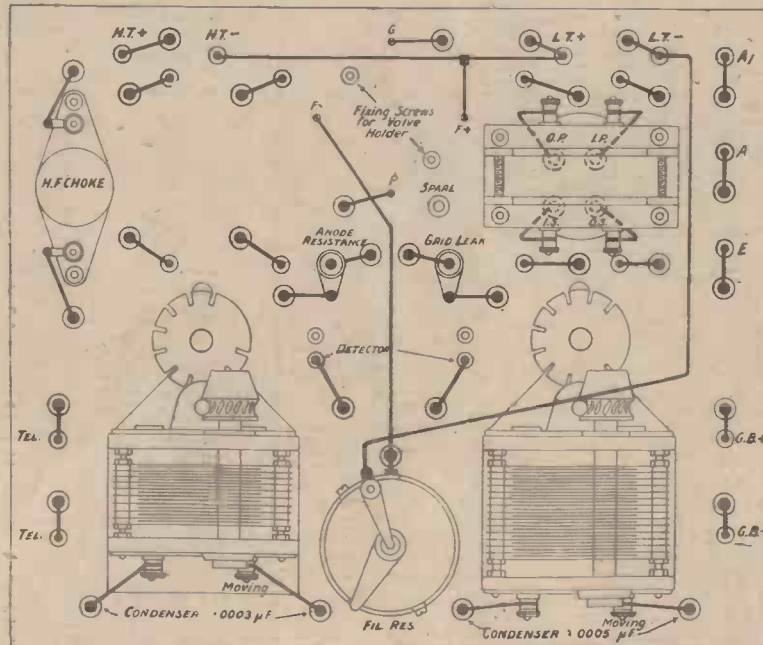 H.T.+
H.T.-
G
L.T.+
L.T.-
A1
Fixing Screws
for Valve
Holder
F-
F+
O.P.
I.P.
H.F. CHOKE
A
P
SPARE
I.S.
O.S.
ANODE
RESISTANCE
GRID LEAK
E
DETECTOR
TEL.
G.B.+
TEL.
G.B.-
Moving
CONDENSER .0003 µF
FIL RES
Moving
CONDENSER .0005 µF